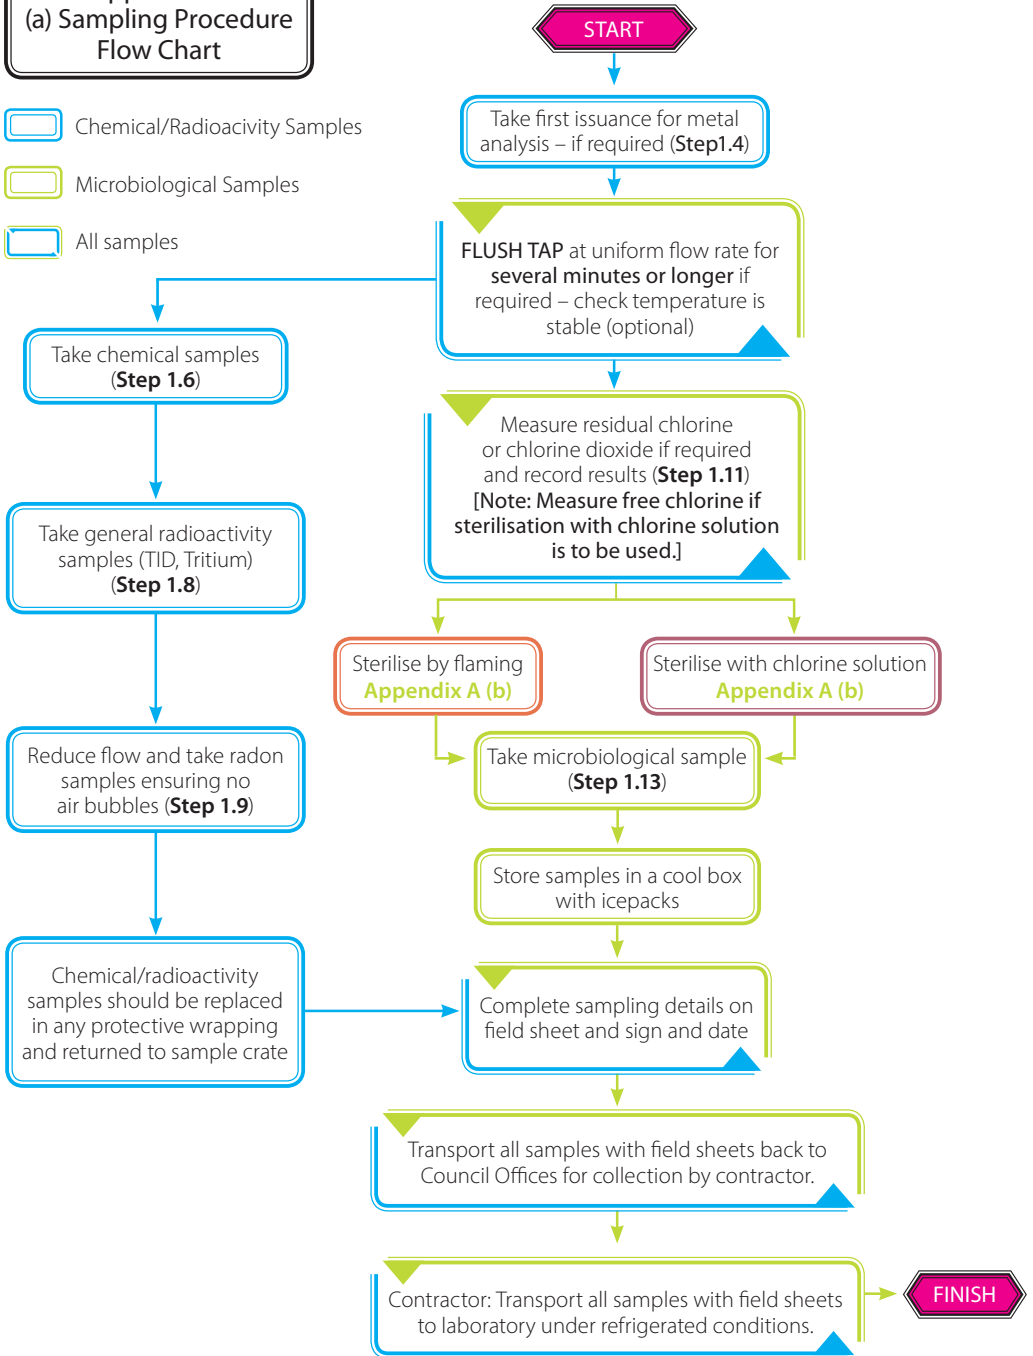 (a) Sampling Procedure
Flow Chart
START
Chemical/Radioacivity Samples
Microbiological Samples
All samples
Take first issuance for metal
analysis – if required (Step1.4)
FLUSH TAP at uniform flow rate for
several minutes or longer if
required – check temperature is
stable (optional)
Take chemical samples
(Step 1.6)
Measure residual chlorine
or chlorine dioxide if required
and record results (Step 1.11)
[Note: Measure free chlorine if
sterilisation with chlorine solution
is to be used.]
Take general radioactivity
samples (TID, Tritium)
(Step 1.8)
Sterilise by flaming
Appendix A (b)
Sterilise with chlorine solution
Appendix A (b)
Reduce flow and take radon
samples ensuring no
air bubbles (Step 1.9)
Take microbiological sample
(Step 1.13)
Store samples in a cool box
with icepacks
Chemical/radioactivity
samples should be replaced
in any protective wrapping
and returned to sample crate
Complete sampling details on
field sheet and sign and date
Transport all samples with field sheets back to
Council Offices for collection by contractor.
Contractor: Transport all samples with field sheets
to laboratory under refrigerated conditions.
FINISH